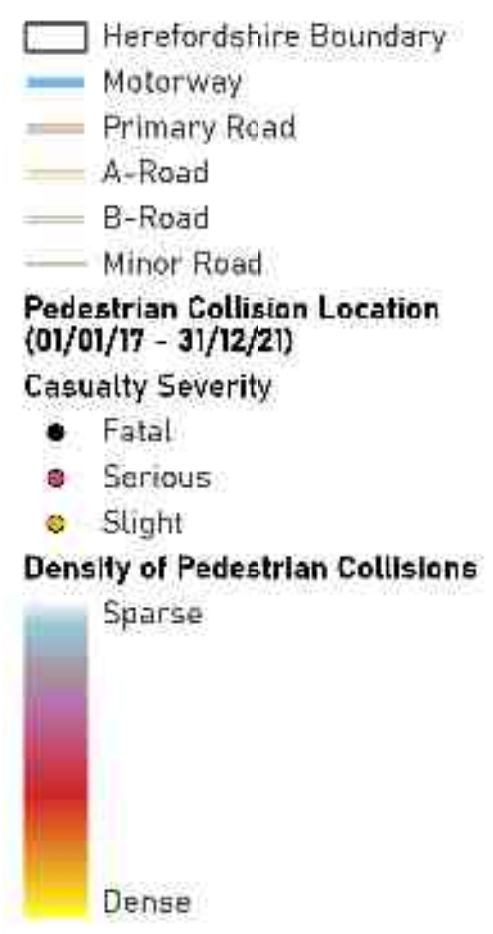 Herefordshire Boundary
Motorway
Primary Road
A-Road
B-Road
Minor Road
Pedestrian Collision Location
(01/01/17 - 31/12/21)
Casualty Severity
Fatal
Serious
Slight
Density of Pedestrian Collisions
Sparse
Dense